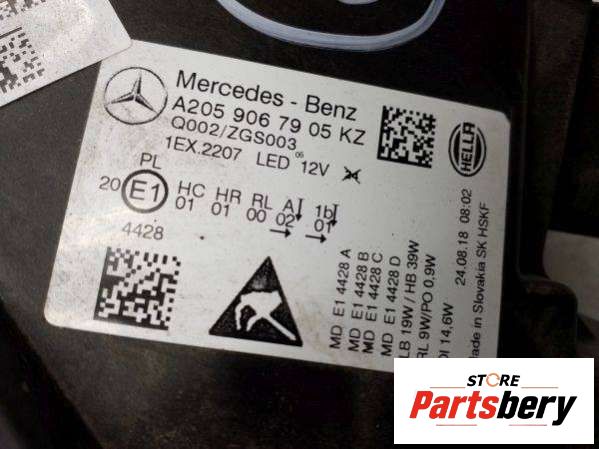 Mercedes - Benz
A205 906 79 05 KZ
Q002/ZGS003
1EX.2207 LED 06 12V
PL
20 E1 HC HR RL A 1b
01 01 00 02 01
4428
MD E1 4428 A
MD E1 4428 B
MD E1 4428 C
MD E1 4428 D
LB 19W / HB 39W
RL 9W/PO 0,9W
DI 14,6W
HELLA
24.08.18 08:02
ade in Slovakia SK HSKF
STORE
Partsbery